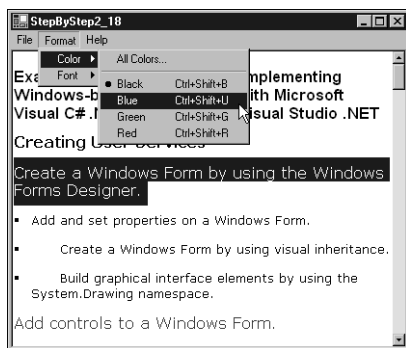 StepByStep2_18
File Format Help
Color
Font
All Colors...
Black Ctrl+Shift+B
Blue Ctrl+Shift+U
Green Ctrl+Shift+G
Red Ctrl+Shift+R
Exa mplementing
Windows-b ith Microsoft
Visual C# .N isual Studio .NET
Creating User Services
Create a Windows Form by using the Windows
Forms Designer.
▪ Add and set properties on a Windows Form.
▪ Create a Windows Form by using visual inheritance.
▪ Build graphical interface elements by using the
System.Drawing namespace.
Add controls to a Windows Form.